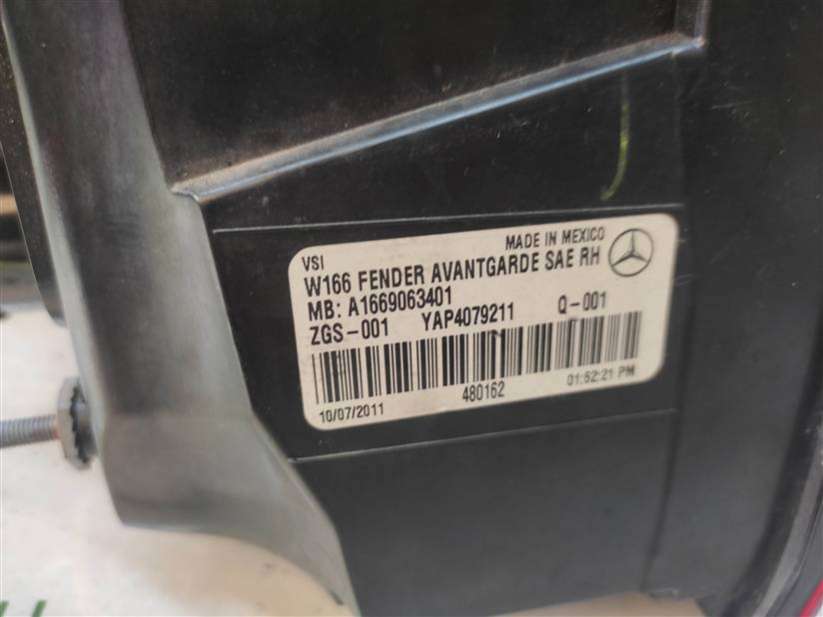 VSI MADE IN MEXICO
W166 FENDER AVANTGARDE SAE RH
MB: A1669063401
ZGS-001 YAP4079211 Q-001
10/07/2011 480162 01:52:21 PM